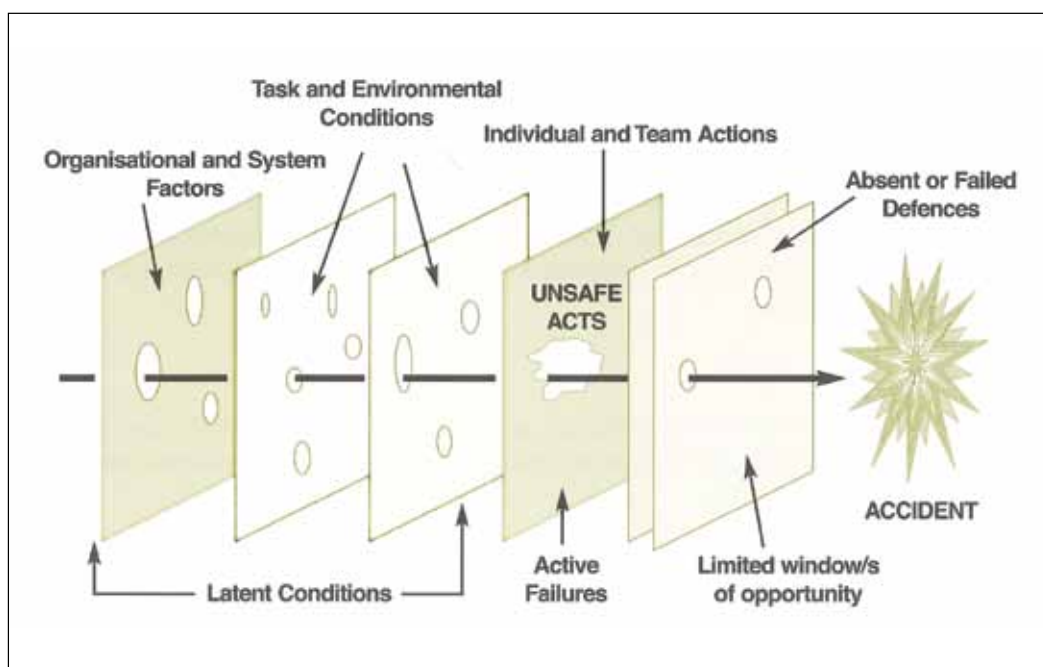 Task and Environmental
Conditions
Individual and Team Actions
Organisational and System
Factors
Absent or Failed
Defences
UNSAFE
ACTS
ACCIDENT
Latent Conditions
Active
Failures
Limited window/s
of opportunity